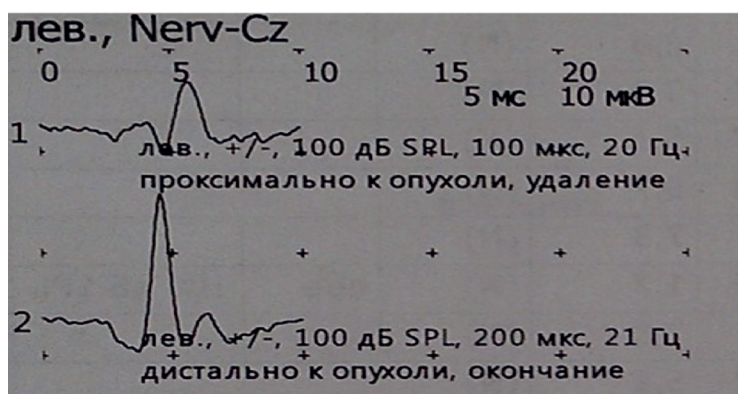 лев., Nerv-Cz
0 5 10 15 20
5 мс 10 мкВ
1
лев., +/-, 100 дБ SPL, 100 мкс, 20 Гц
проксимально к опухоли, удаление
2
лев., +/-, 100 дБ SPL, 200 мкс, 21 Гц
дистально к опухоли, окончание